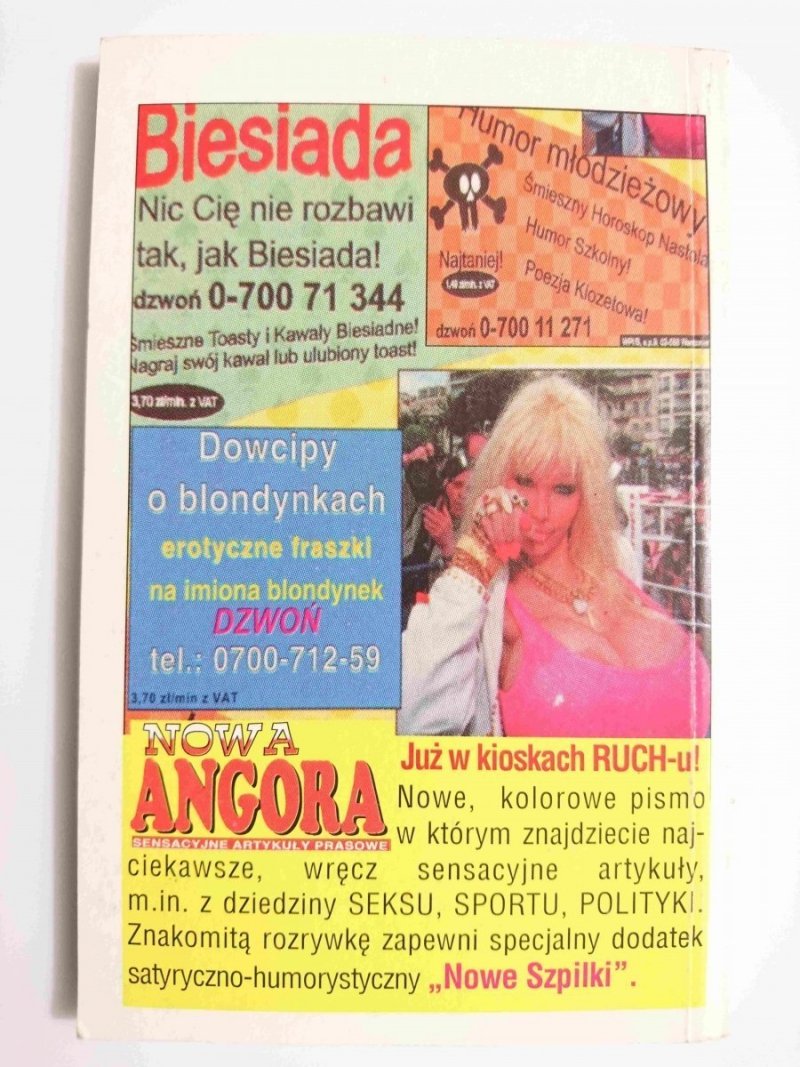 Biesiada
Nic Cię nie rozbawi
tak, jak Biesiada!
dzwoń 0-700 71 344
Śmieszne Toasty i Kawały Biesiadne!
Nagraj swój kawał lub ulubiony toast!
3,70 zł/min. z VAT
Humor młodzieżowy
Śmieszny Horoskop Nastola
Humor Szkolny!
Najtaniej!
Poezja Klozetowa!
dzwoń 0-700 11 271
Dowcipy
o blondynkach
erotyczne fraszki
na imiona blondynek
DZWOŃ
tel.: 0700-712-59
3,70 zł/min z VAT
NOWA
ANGORA
SENSACYJNE ARTYKUŁY PRASOWE
Już w kioskach RUCH-u!
Nowe, kolorowe pismo
w którym znajdziecie naj-
ciekawsze, wręcz sensacyjne artykuły,
m.in. z dziedziny SEKSU, SPORTU, POLITYKI.
Znakomitą rozrywkę zapewni specjalny dodatek
satyryczno-humorystyczny „Nowe Szpilki".